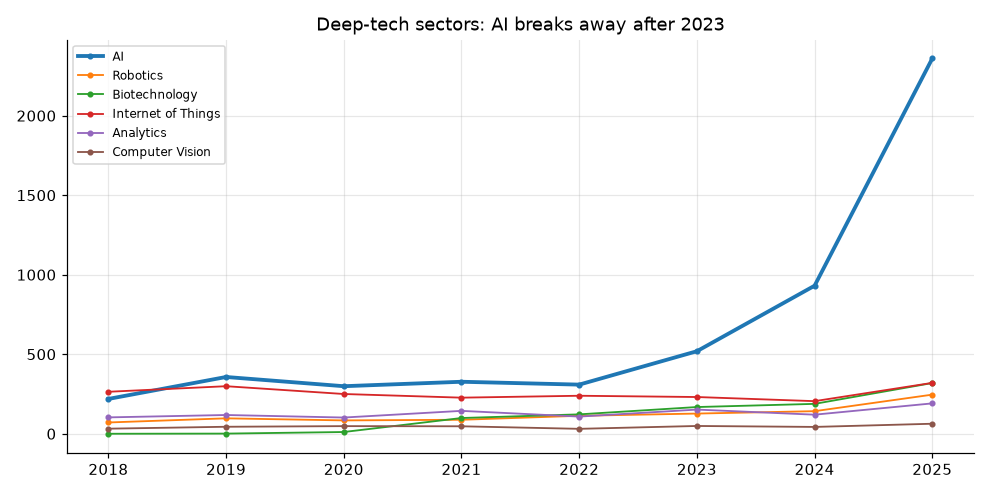 Deep-tech sectors: AI breaks away after 2023
AI
Robotics
Biotechnology
Internet of Things
Analytics
Computer Vision
2000
1500
1000
500
0
2018 2019 2020 2021 2022 2023 2024 2025